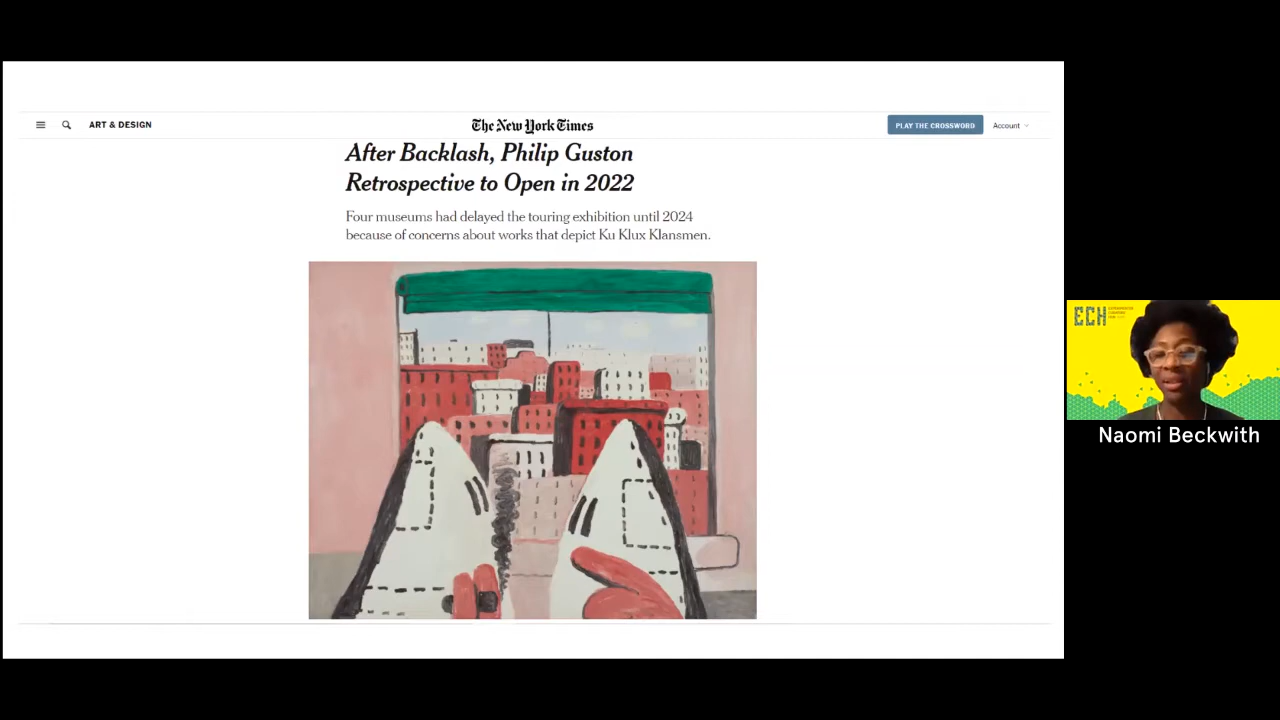 ART & DESIGN
The New York Times
PLAY THE CROSSWORD
Account
After Backlash, Philip Guston
Retrospective to Open in 2022
Four museums had delayed the touring exhibition until 2024
because of concerns about works that depict Ku Klux Klansmen.
ECH
Naomi Beckwith